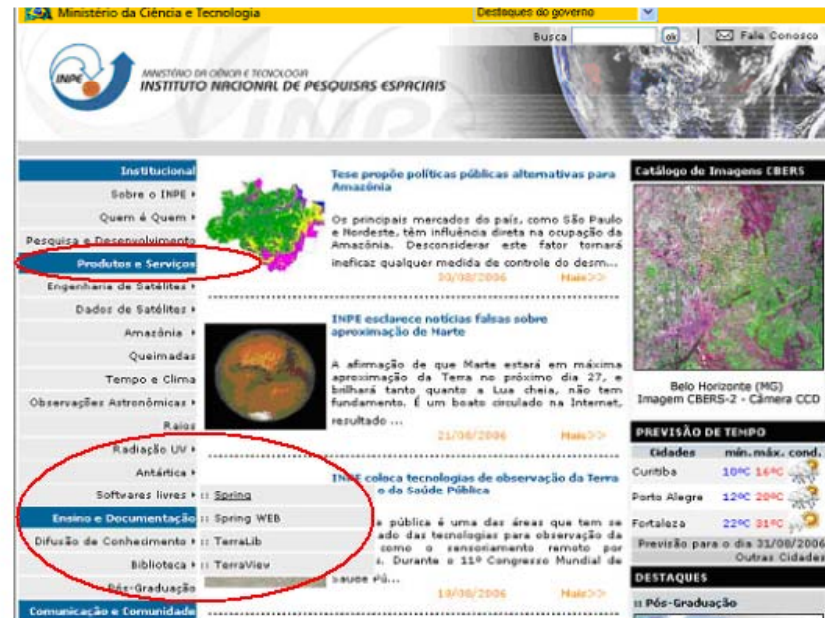 Ministério da Ciência e Tecnologia
Destaques do governo
Busca
ok
Fale Conosco
INPE
MINISTÉRIO DA CIÊNCIA E TECNOLOGIA
INSTITUTO NACIONAL DE PESQUISAS ESPACIAIS
Institucional
Sobre o INPE
Quem é Quem
Pesquisa e Desenvolvimento
Produtos e Serviços
Engenharia de Satélites
Dados de Satélites
Amazônia
Queimadas
Tempo e Clima
Observações Astronômicas
Raios
Radiação UV
Antártica
Softwares livres
Ensino e Documentação
Difusão de Conhecimento
Biblioteca
Pós-Graduação
Comunicação e Comunidade
:: Spring
:: Spring WEB
:: TerraLib
:: TerraView
Tese propõe políticas públicas alternativas para
Amazônia
Os principais mercados do país, como São Paulo
e Nordeste, têm influência direta na ocupação da
Amazônia. Desconsiderar este fator tornará
ineficaz qualquer medida de controle do desm...
30/08/2006 Mais>>
INPE esclarece notícias falsas sobre
aproximação de Marte
A afirmação de que Marte estará em máxima
aproximação da Terra no próximo dia 27, e
brilhará tanto quanto a Lua cheia, não tem
fundamento. É um boato circulado na Internet,
resultado ...
21/08/2006 Mais>>
INPE coloca tecnologias de observação da Terra
o da Saúde Pública
pública é uma das áreas que tem se
ado das tecnologias para observação da
como o sensoriamento remoto por
s. Durante o 11º Congresso Mundial de
Saúde Pú...
18/08/2006 Mais>>
Catálogo de Imagens CBERS
Belo Horizonte (MG)
Imagem CBERS-2 - Câmera CCD
PREVISÃO DE TEMPO
Cidades mín. máx. cond.
Curitiba 10ºC 16ºC
Porto Alegre 12ºC 20ºC
Fortaleza 22ºC 31ºC
Previsão para o dia 31/08/2006
Outras Cidades
DESTAQUES
:: Pós-Graduação